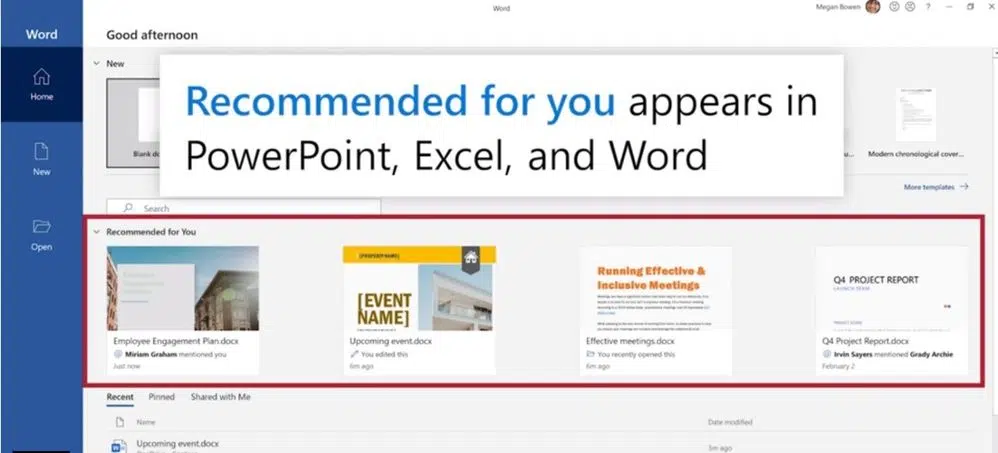 Word
Megan Bowen
?
Word
Good afternoon
Home
New
Open
New
Recommended for you appears in
PowerPoint, Excel, and Word
Blank do
Modern chronological cover...
More templates
Search
Recommended for You
Employee Engagement Plan.docx
Miriam Graham mentioned you
Just now
[EVENT
NAME]
Upcoming event.docx
You edited this
6m ago
Running Effective &
Inclusive Meetings
Effective meetings.docx
You recently opened this
6m ago
Q4 PROJECT REPORT
LAUNCH TEAM
Q4 Project Report.docx
Irvin Sayers mentioned Grady Archie
February 2
Recent
Pinned
Shared with Me
Name
Date modified
Upcoming event.docx
5m ago